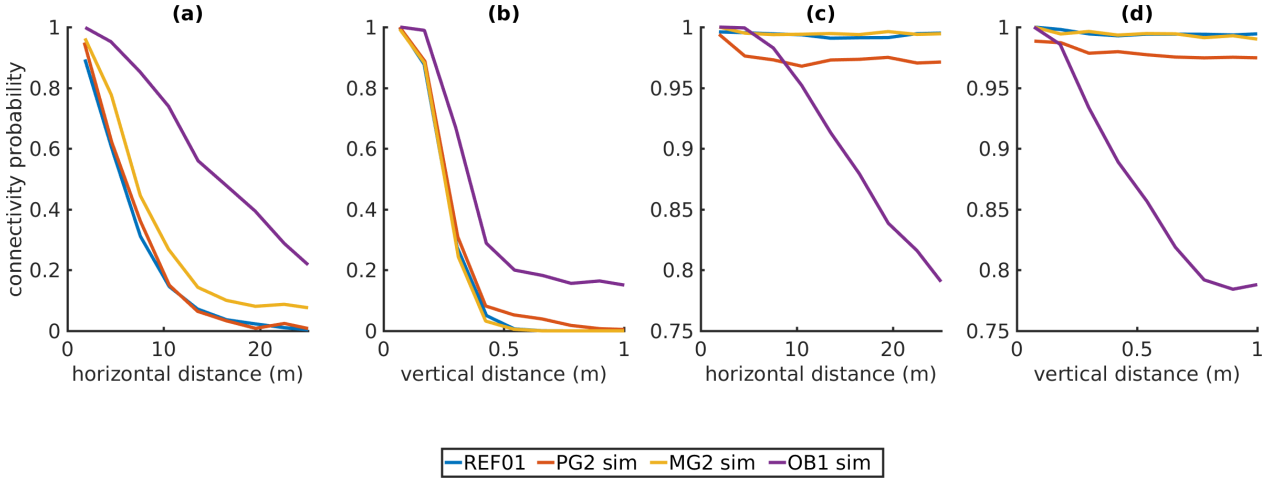 (a) (b) (c) (d)
connectivity probability
1 0.8 0.6 0.4 0.2 0
0 10 20
horizontal distance (m)
1 0.8 0.6 0.4 0.2 0
0 0.5 1
vertical distance (m)
1 0.95 0.9 0.85 0.8 0.75
0 10 20
horizontal distance (m)
1 0.95 0.9 0.85 0.8 0.75
0 0.5 1
vertical distance (m)
REF01 PG2 sim MG2 sim OB1 sim